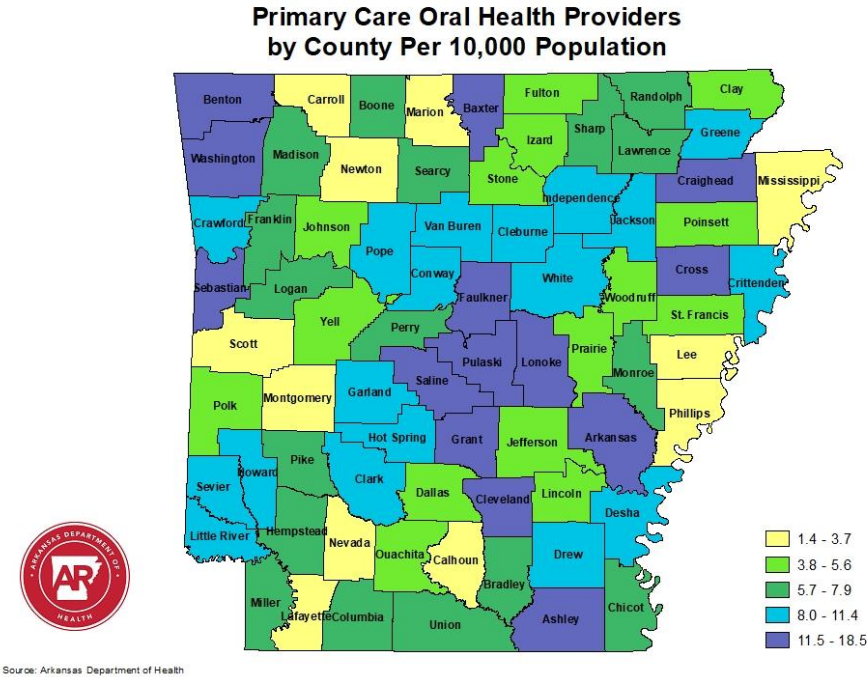 Primary Care Oral Health Providers
by County Per 10,000 Population
Benton
Carroll
Boone
Marion
Baxter
Fulton
Randolph
Clay
Washington
Madison
Newton
Searcy
Stone
Izard
Sharp
Lawrence
Greene
Craighead
Mississippi
Crawford
Franklin
Johnson
Pope
Van Buren
Cleburne
Independence
Jackson
Poinsett
Sebastian
Logan
Conway
Faulkner
White
Woodruff
Cross
Crittenden
Scott
Yell
Perry
Pulaski
Lonoke
Prairie
Monroe
St. Francis
Lee
Polk
Montgomery
Garland
Saline
Phillips
Hot Spring
Grant
Jefferson
Arkansas
Sevier
Howard
Pike
Clark
Dallas
Cleveland
Lincoln
Desha
Little River
Hempstead
Nevada
Ouachita
Calhoun
Bradley
Drew
Miller
Lafayette
Columbia
Union
Ashley
Chicot
ARKANSAS DEPARTMENT OF
AR
HEALTH
1.4 - 3.7
3.8 - 5.6
5.7 - 7.9
8.0 - 11.4
11.5 - 18.5
Source: Arkansas Department of Health